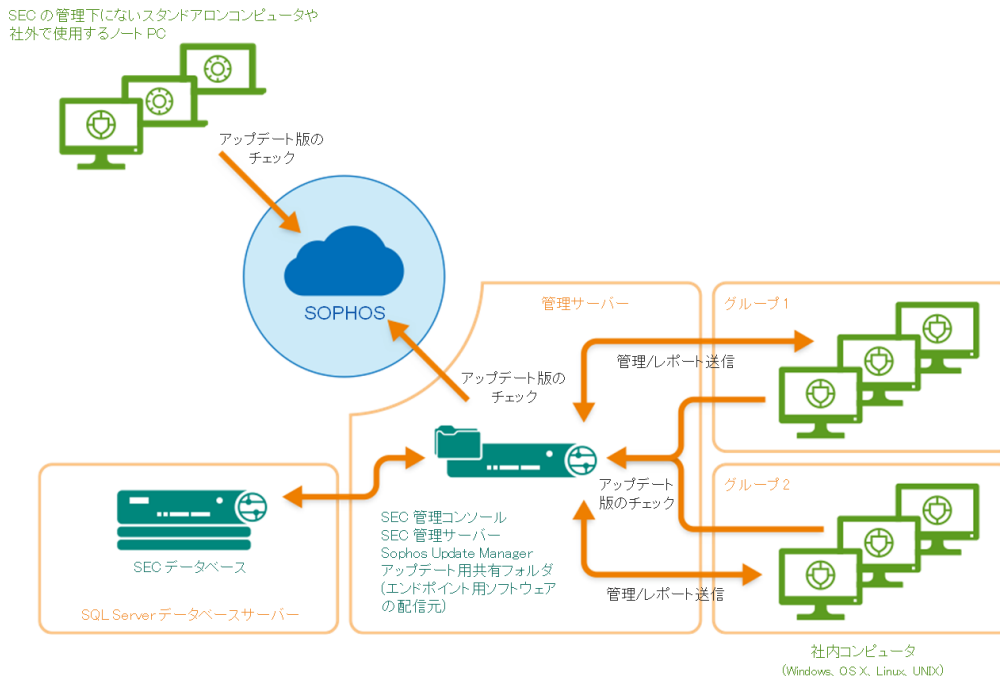 SEC の管理下にないスタンドアロンコンピュータや
社外で使用するノート PC
アップデート版の
チェック
SOPHOS
管理サーバー
グループ 1
管理/レポート送信
アップデート版の
チェック
アップデート
版のチェック
グループ 2
SEC 管理コンソール
SEC 管理サーバー
Sophos Update Manager
アップデート用共有フォルダ
(エンドポイント用ソフトウェア
の配信元)
SEC データベース
管理/レポート送信
SQL Server データベースサーバー
社内コンピュータ
(Windows、OS X、Linux、UNIX)